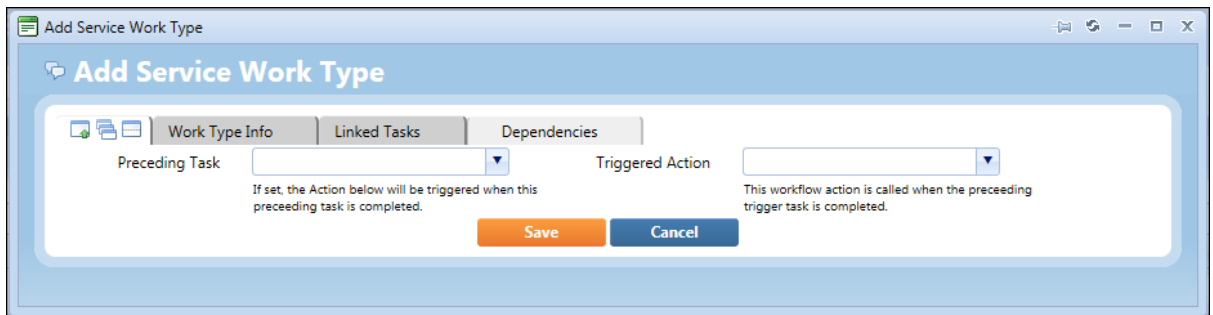 Add Service Work Type
Add Service Work Type
Work Type Info Linked Tasks Dependencies
Preceding Task Triggered Action
If set, the Action below will be triggered when this
preceeding task is completed.
This workflow action is called when the preceeding
trigger task is completed.
Save Cancel